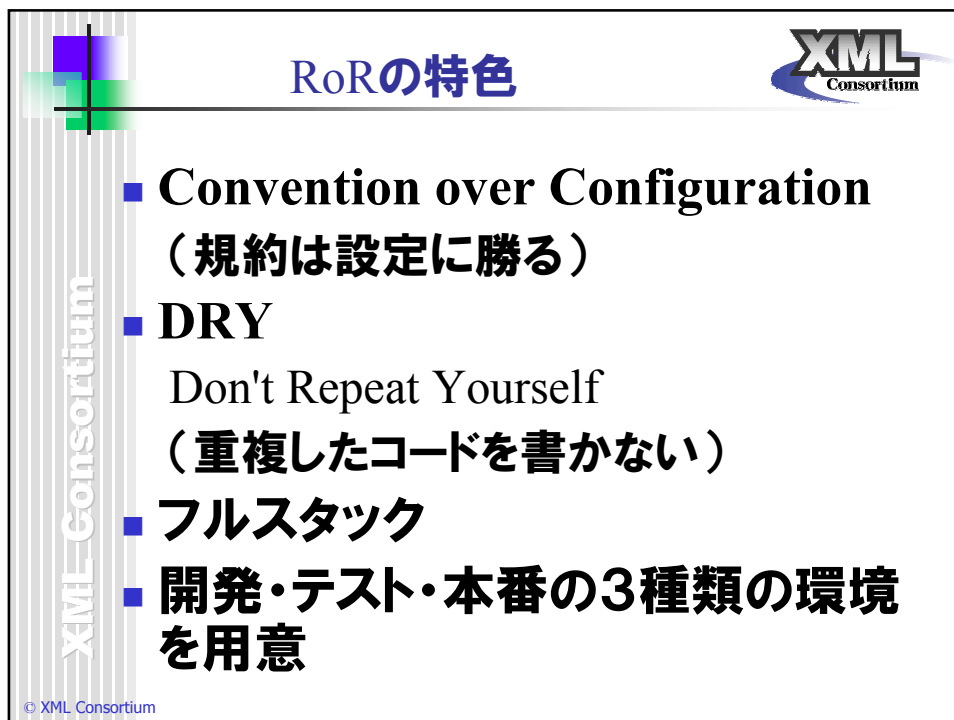 RoRの特色
XML
Consortium
Convention over Configuration
（規約は設定に勝る）
DRY
Don't Repeat Yourself
（重複したコードを書かない）
フルスタック
開発・テスト・本番の３種類の環境
を用意
XML Consortium
© XML Consortium